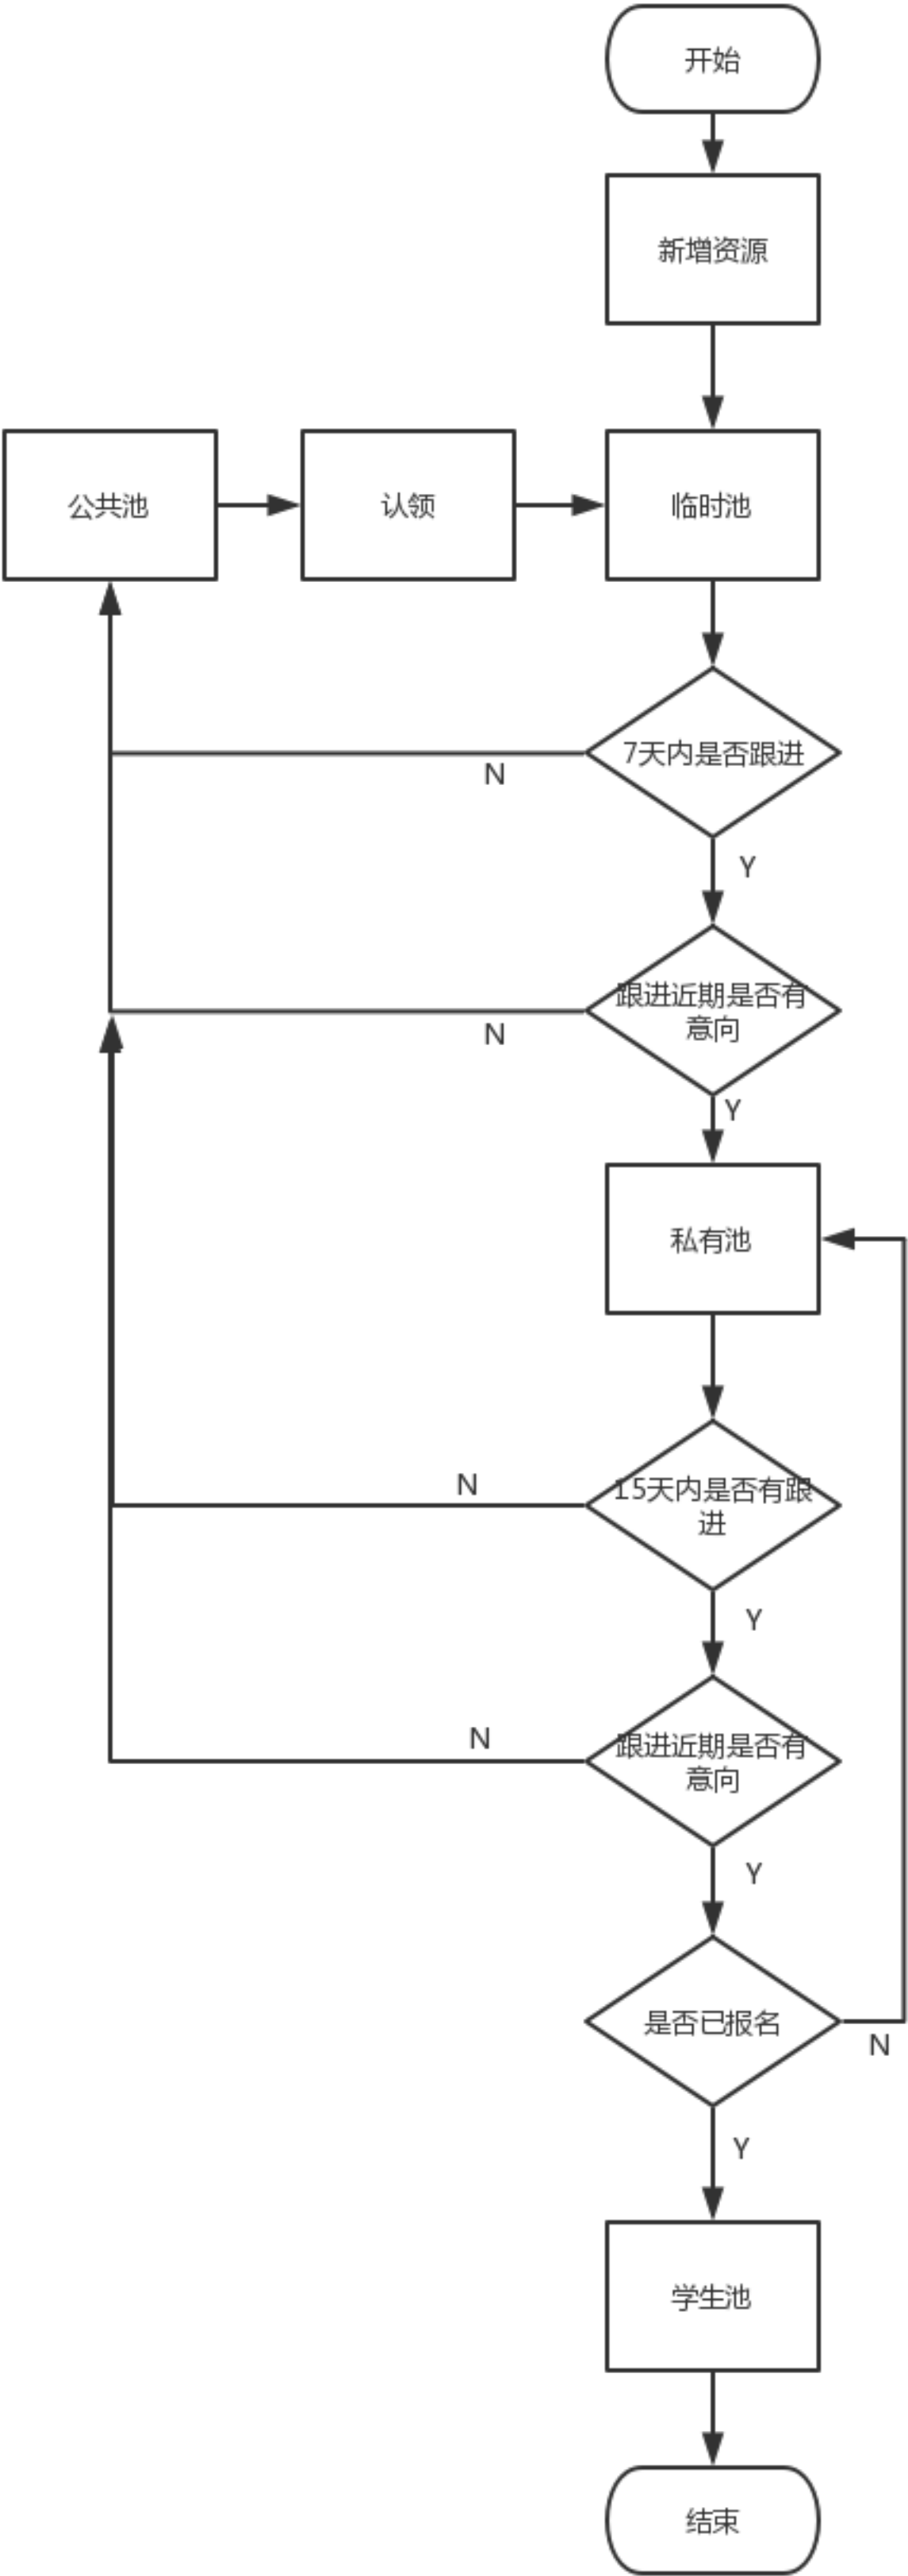 开始
新增资源
公共池
认领
临时池
7天内是否跟进
N
Y
跟进近期是否有
意向
N
Y
私有池
15天内是否有跟
进
N
Y
跟进近期是否有
意向
N
Y
是否已报名
N
Y
学生池
结束